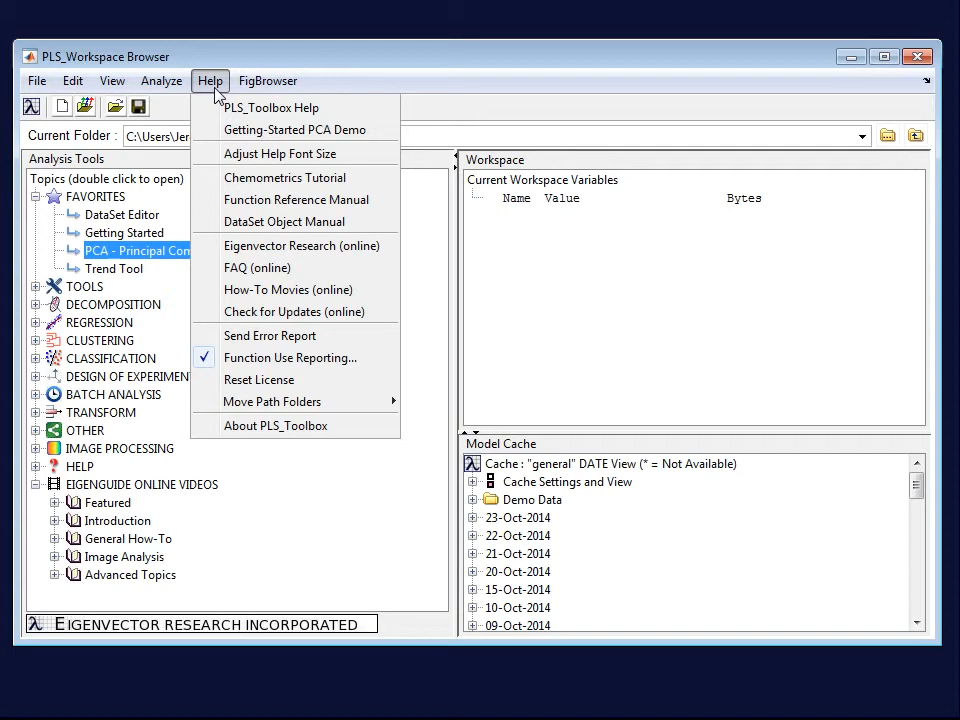 PLS_Workspace Browser
File Edit View Analyze Help FigBrowser
Current Folder : C:\Users\Jer
PLS_Toolbox Help
Getting-Started PCA Demo
Adjust Help Font Size
Chemometrics Tutorial
Function Reference Manual
DataSet Object Manual
Eigenvector Research (online)
FAQ (online)
How-To Movies (online)
Check for Updates (online)
Send Error Report
Function Use Reporting...
Reset License
Move Path Folders
About PLS_Toolbox
Analysis Tools
Topics (double click to open)
FAVORITES
DataSet Editor
Getting Started
PCA - Principal Com
Trend Tool
TOOLS
DECOMPOSITION
REGRESSION
CLUSTERING
CLASSIFICATION
DESIGN OF EXPERIMEN
BATCH ANALYSIS
TRANSFORM
OTHER
IMAGE PROCESSING
HELP
EIGENGUIDE ONLINE VIDEOS
Featured
Introduction
General How-To
Image Analysis
Advanced Topics
λ EIGENVECTOR RESEARCH INCORPORATED
Workspace
Current Workspace Variables
Name Value Bytes
Model Cache
Cache : "general" DATE View (* = Not Available)
Cache Settings and View
Demo Data
23-Oct-2014
22-Oct-2014
21-Oct-2014
20-Oct-2014
15-Oct-2014
10-Oct-2014
09-Oct-2014